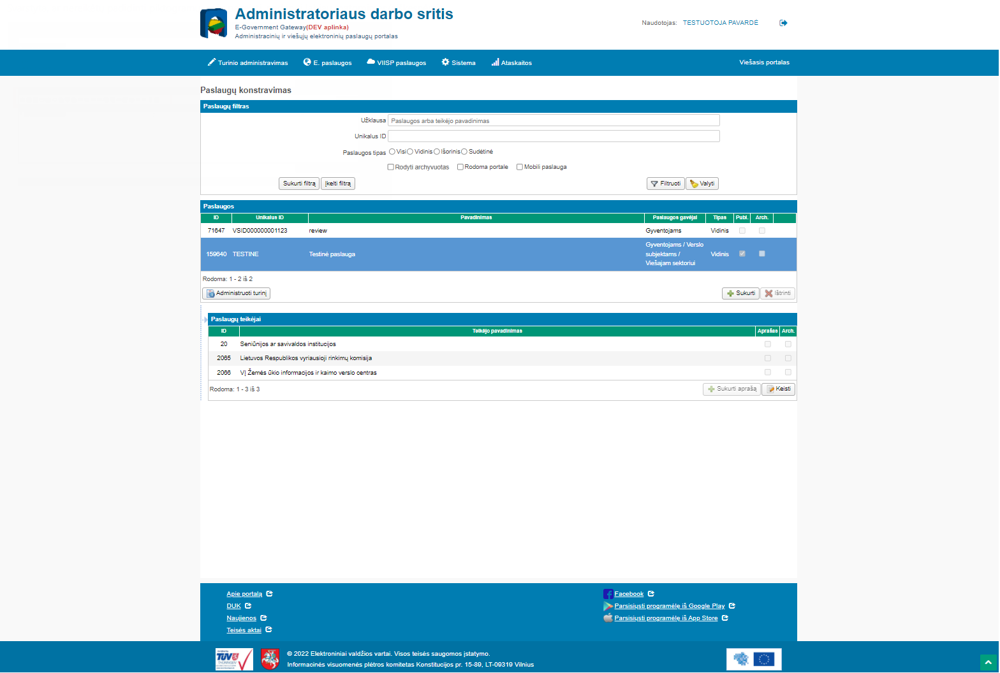 Administratoriaus darbo sritis
E-Government Gateway(DEV aplinka)
Administracinių ir viešųjų elektroninių paslaugų portalas
Naudotojas: TESTUOTOJA PAVARDĖ
Turinio administravimas E. paslaugos VIISP paslaugos Sistema Ataskaitos Viešasis portalas
Paslaugų konstravimas
Paslaugų filtras
Užklausa Paslaugos arba teikėjo pavadinimas
Unikalus ID
Paslaugos tipas Visi Vidinis Išorinis Sudėtinė
Rodyti archyvuotas Rodoma portale Mobili paslauga
Sukurti filtrą Įkelti filtrą Filtruoti Valyti
Paslaugos
ID Unikalus ID Pavadinimas Paslaugos gavėjai Tipas Publ. Arch.
71647 VSID000000001123 review Gyventojams Vidinis
159640 TESTINE Testinė paslauga Gyventojams / Verslo subjektams / Viešajam sektoriui Vidinis
Rodoma: 1 - 2 iš 2
Administruoti turinį Sukurti Ištrinti
Paslaugų teikėjai
ID Teikėjo pavadinimas Aprašas Arch.
20 Seniūnijos ar savivaldos institucijos
2065 Lietuvos Respublikos vyriausioji rinkimų komisija
2066 VĮ Žemės ūkio informacijos ir kaimo verslo centras
Rodoma: 1 - 3 iš 3
Sukurti aprašą Keisti
Apie portalą
DUK
Naujienos
Teisės aktai
Facebook
Parsisiųsti programėlę iš Google Play
Parsisiųsti programėlę iš App Store
TÜV
THÜRINGEN
© 2022 Elektroniniai valdžios vartai. Visos teisės saugomos įstatymo.
Informacinės visuomenės plėtros komitetas Konstitucijos pr. 15-89, LT-09319 Vilnius